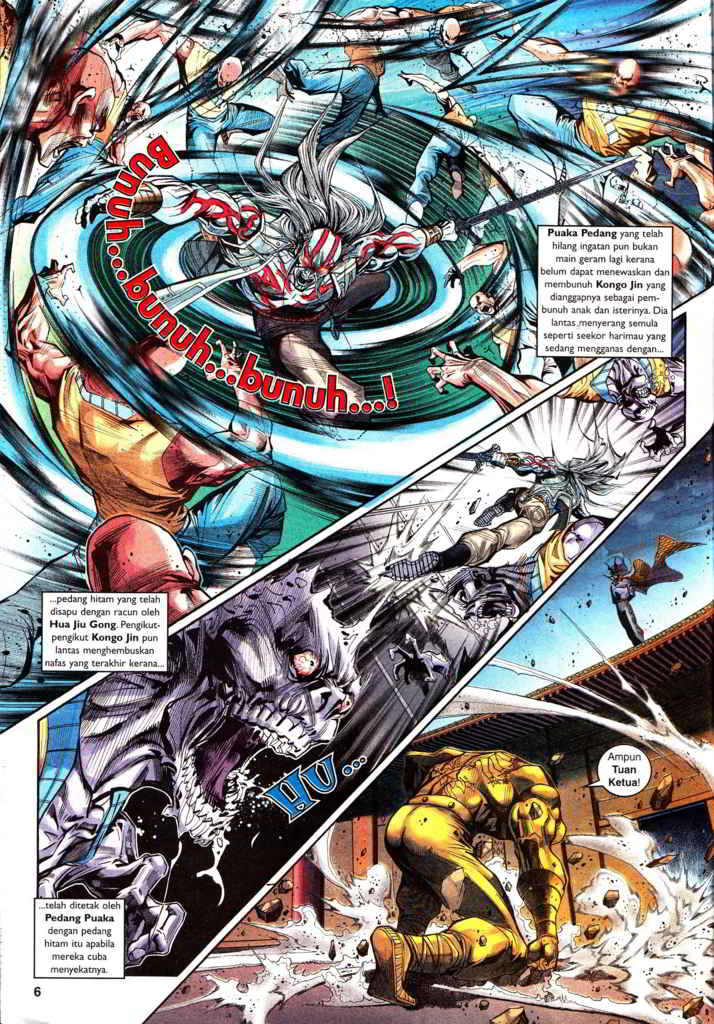 Bunuh...bunuh...bunuh...!
Puaka Pedang yang telah
hilang ingatan pun bukan
main geram lagi kerana
belum dapat menewaskan dan
membunuh Kongo Jin yang
dianggapnya sebagai pem-
bunuh anak dan isterinya. Dia
lantas menyerang semula
seperti seekor harimau yang
sedang mengganas dengan...
...pedang hitam yang telah
disapu dengan racun oleh
Hua Jiu Gong. Pengikut-
pengikut Kongo Jin pun
lantas menghembuskan
nafas yang terakhir kerana...
HU...
Ampun
Tuan
Ketua!
...telah ditetak oleh
Pedang Puaka
dengan pedang
hitam itu apabila
mereka cuba
menyekatnya.
6